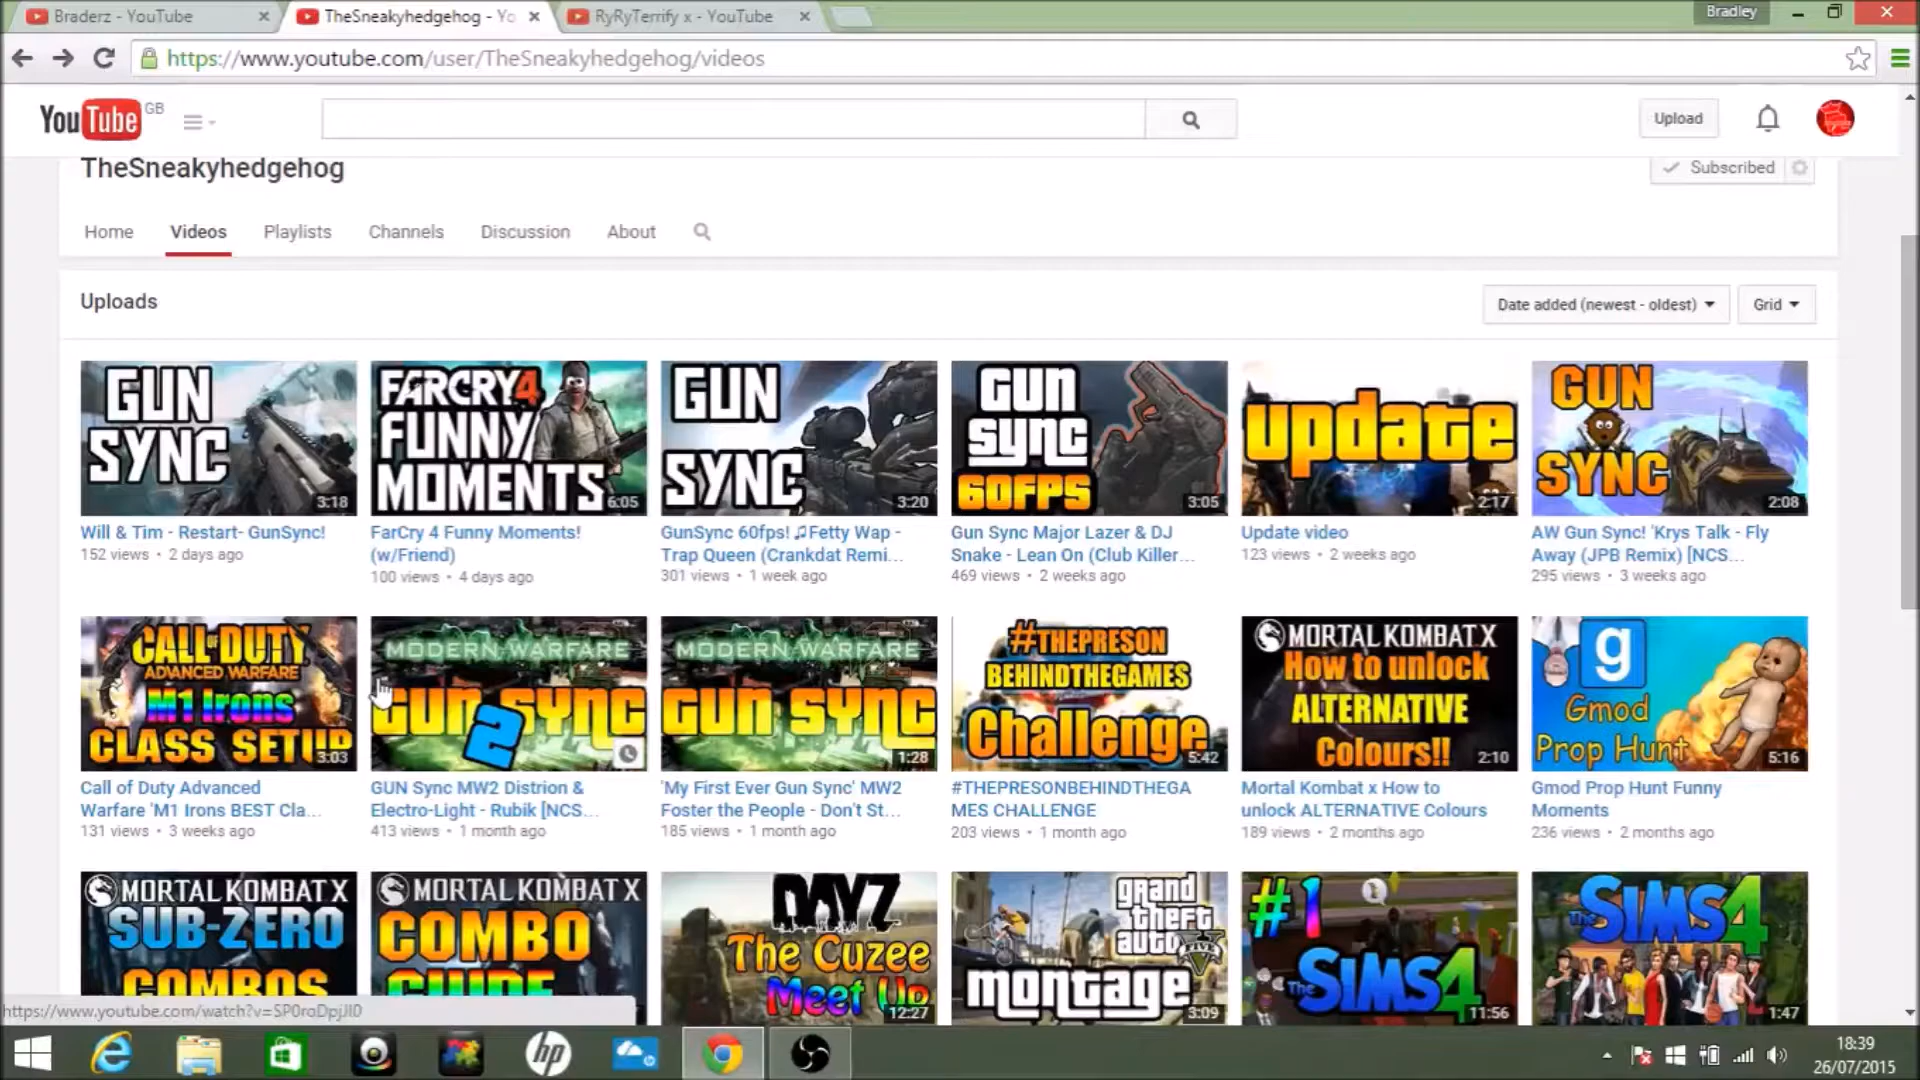 Braderz - YouTube
TheSneakyhedgehog - Yo
RyRyTerrify x - YouTube
Bradley
https://www.youtube.com/user/TheSneakyhedgehog/videos
YouTube GB
Upload
TheSneakyhedgehog
Subscribed
Home Videos Playlists Channels Discussion About
Uploads
Date added (newest - oldest)
Grid
GUN
SYNC
3:18
FARCRY4
FUNNY
MOMENTS
6:05
GUN
SYNC
3:20
GUN
SYNC
60FPS
3:05
update
2:17
GUN
SYNC
2:08
Will & Tim - Restart- GunSync!
152 views • 2 days ago
FarCry 4 Funny Moments!
(w/Friend)
100 views • 4 days ago
GunSync 60fps! ♫Fetty Wap -
Trap Queen (Crankdat Remi...
301 views • 1 week ago
Gun Sync Major Lazer & DJ
Snake - Lean On (Club Killer...
469 views • 2 weeks ago
Update video
123 views • 2 weeks ago
AW Gun Sync! 'Krys Talk - Fly
Away (JPB Remix) [NCS...
295 views • 3 weeks ago
CALL OF DUTY
ADVANCED WARFARE
M1 Irons
CLASS SETUP
3:03
MODERN WARFARE
GUN SYNC
2
MODERN WARFARE
GUN SYNC
1:28
#THEPRESON
BEHINDTHEGAMES
Challenge
5:42
MORTAL KOMBAT X
How to unlock
ALTERNATIVE
Colours!!
2:10
g
Gmod
Prop Hunt
5:16
Call of Duty Advanced
Warfare 'M1 Irons BEST Cla...
131 views • 3 weeks ago
GUN Sync MW2 Distrion &
Electro-Light - Rubik [NCS...
413 views • 1 month ago
'My First Ever Gun Sync' MW2
Foster the People - Don't St...
185 views • 1 month ago
#THEPRESONBEHINDTHEGA
MES CHALLENGE
203 views • 1 month ago
Mortal Kombat x How to
unlock ALTERNATIVE Colours
189 views • 2 months ago
Gmod Prop Hunt Funny
Moments
236 views • 2 months ago
MORTAL KOMBAT X
SUB-ZERO
COMBOS
MORTAL KOMBAT X
COMBO
GUIDE
DAYZ
The Cuzee
Meet Up
12:27
grand
theft
auto
FIVE
montage
3:09
#1
The SIMS4
11:56
The SIMS4
1:47
hp
18:39
26/07/2015